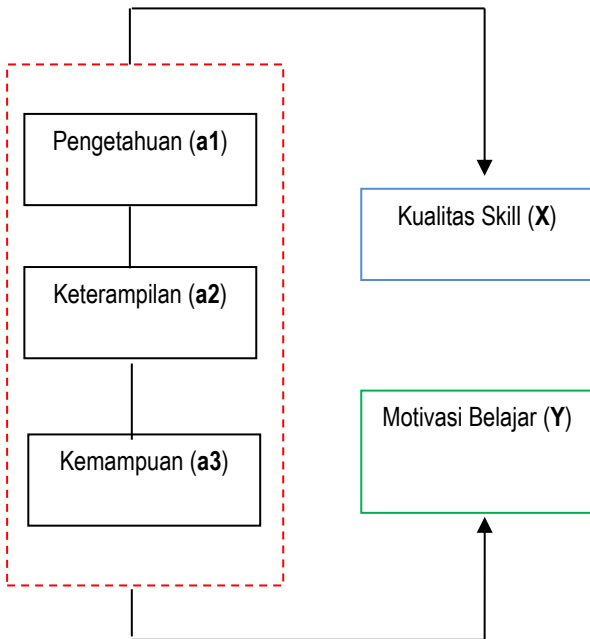 Pengetahuan (a1)
Keterampilan (a2)
Kemampuan (a3)
Kualitas Skill (X)
Motivasi Belajar (Y)